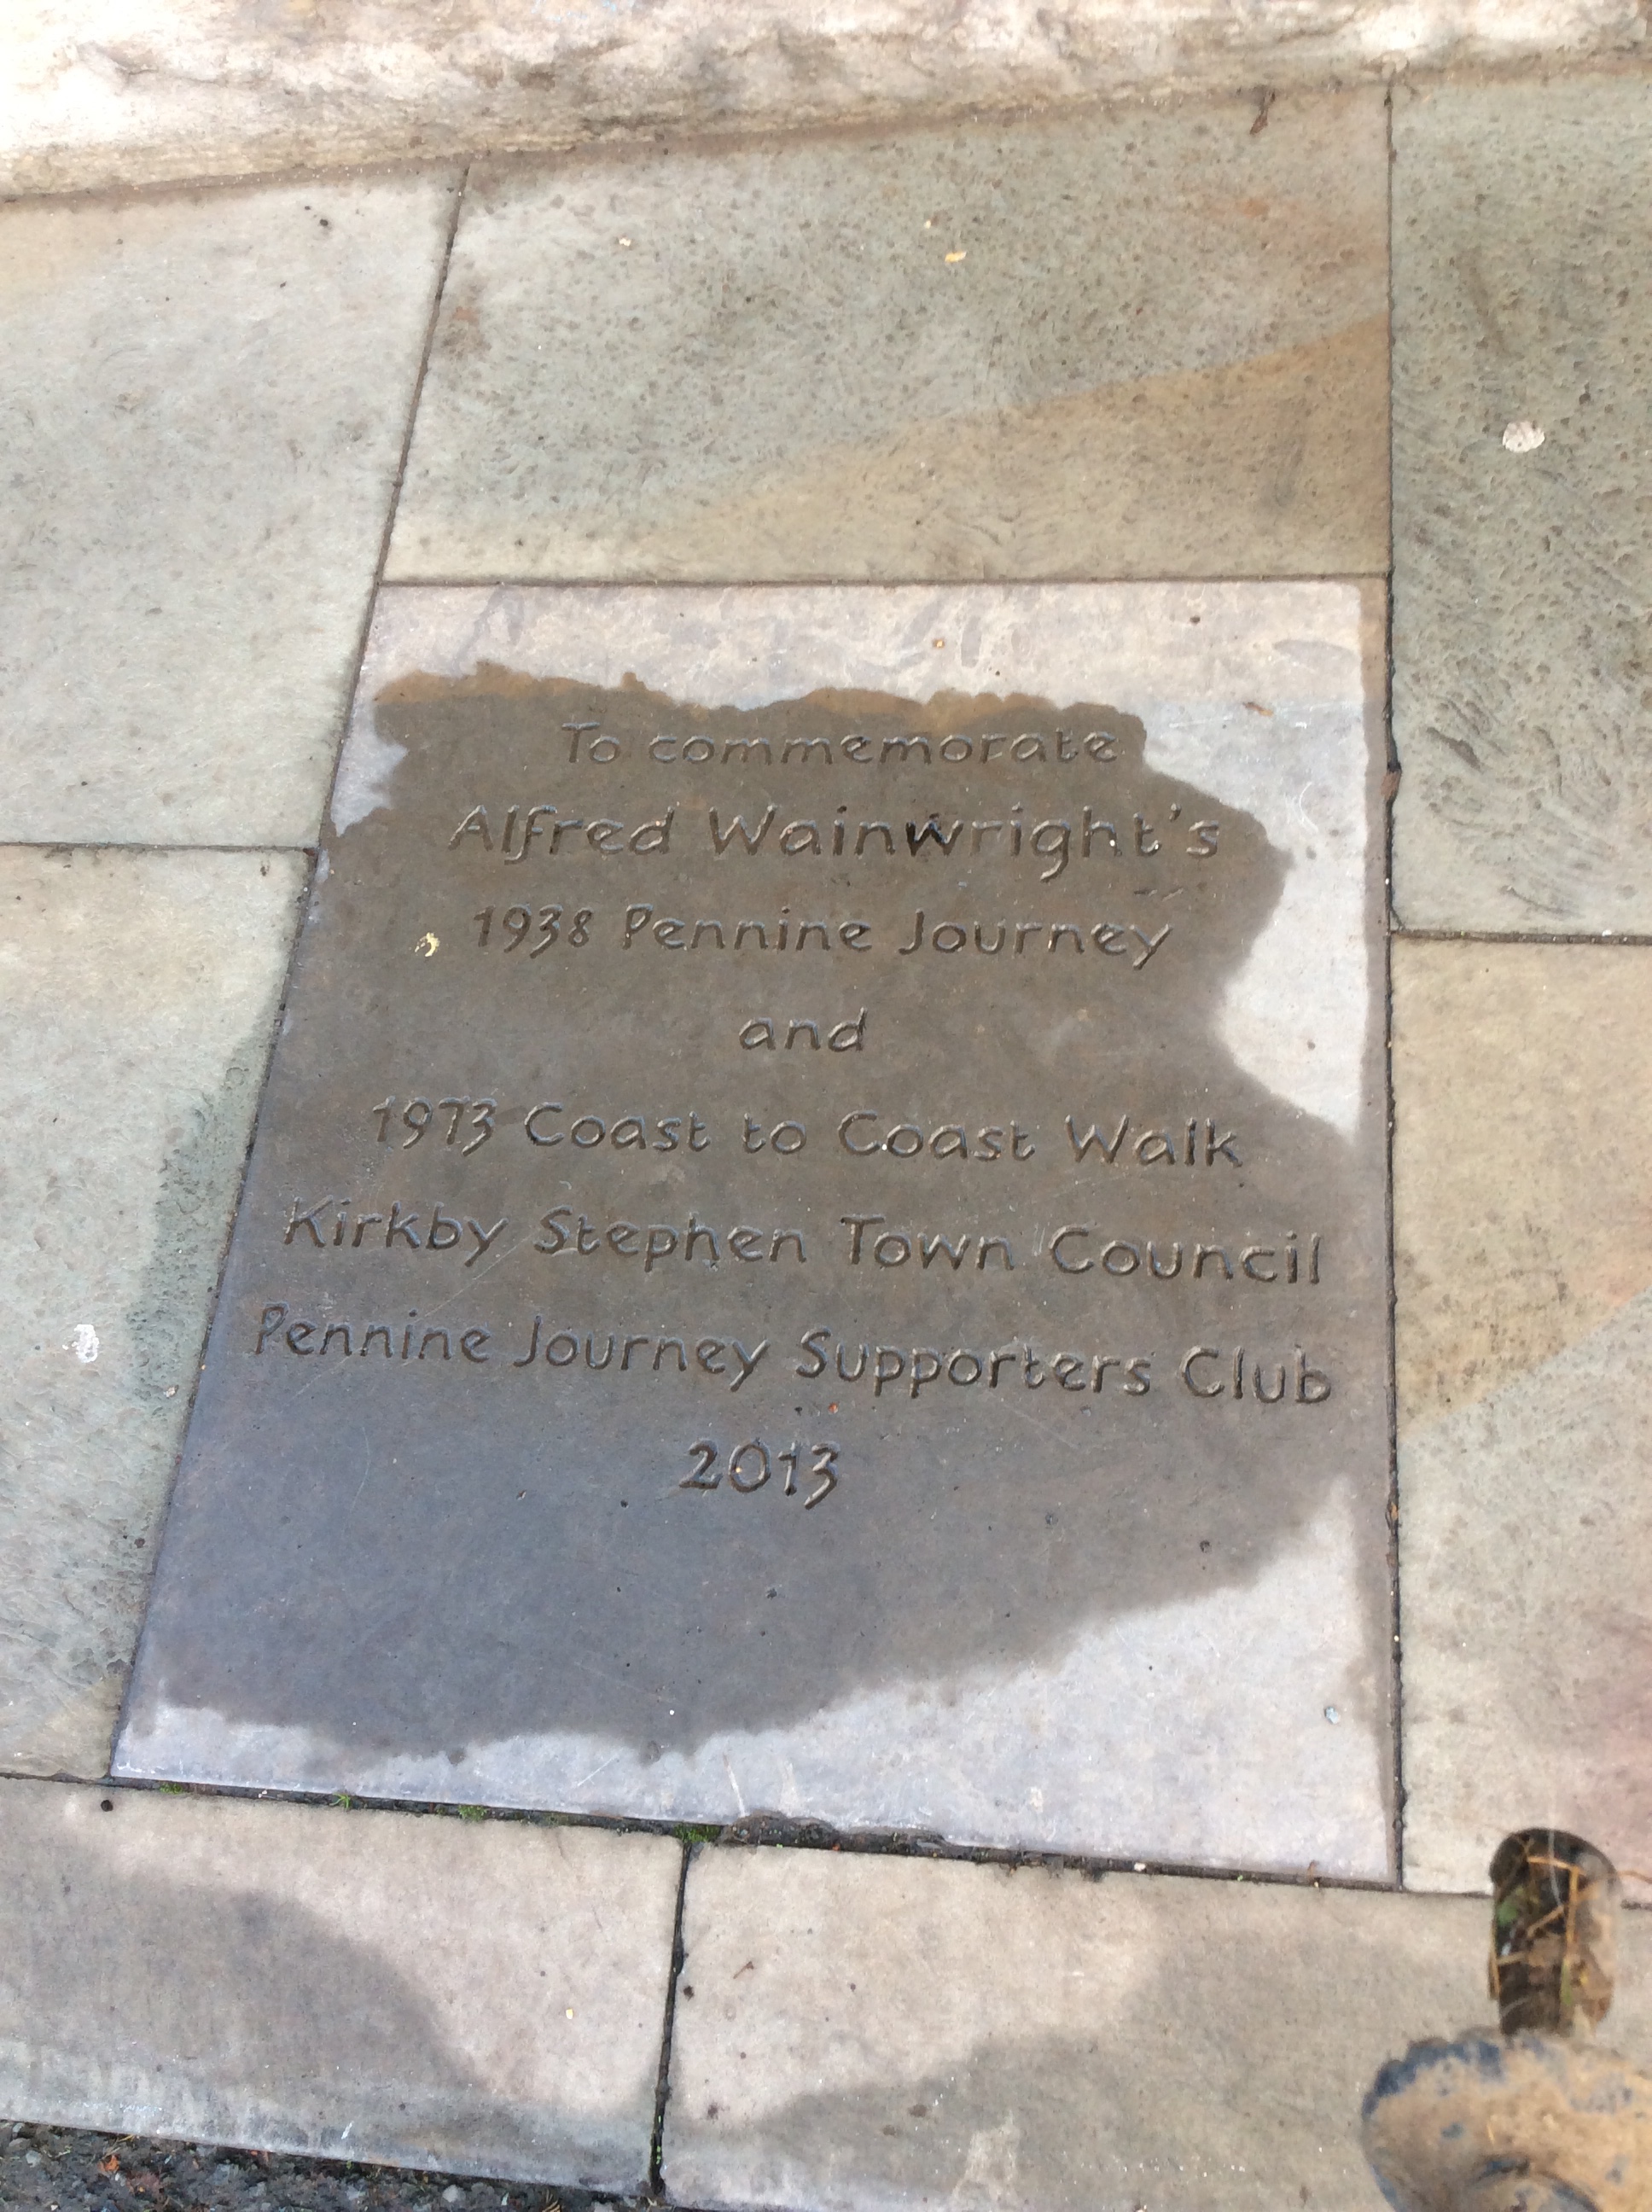 To commemorate
Alfred Wainwright's
1938 Pennine Journey
and
1973 Coast to Coast Walk
Kirkby Stephen Town Council
Pennine Journey Supporters Club
2013